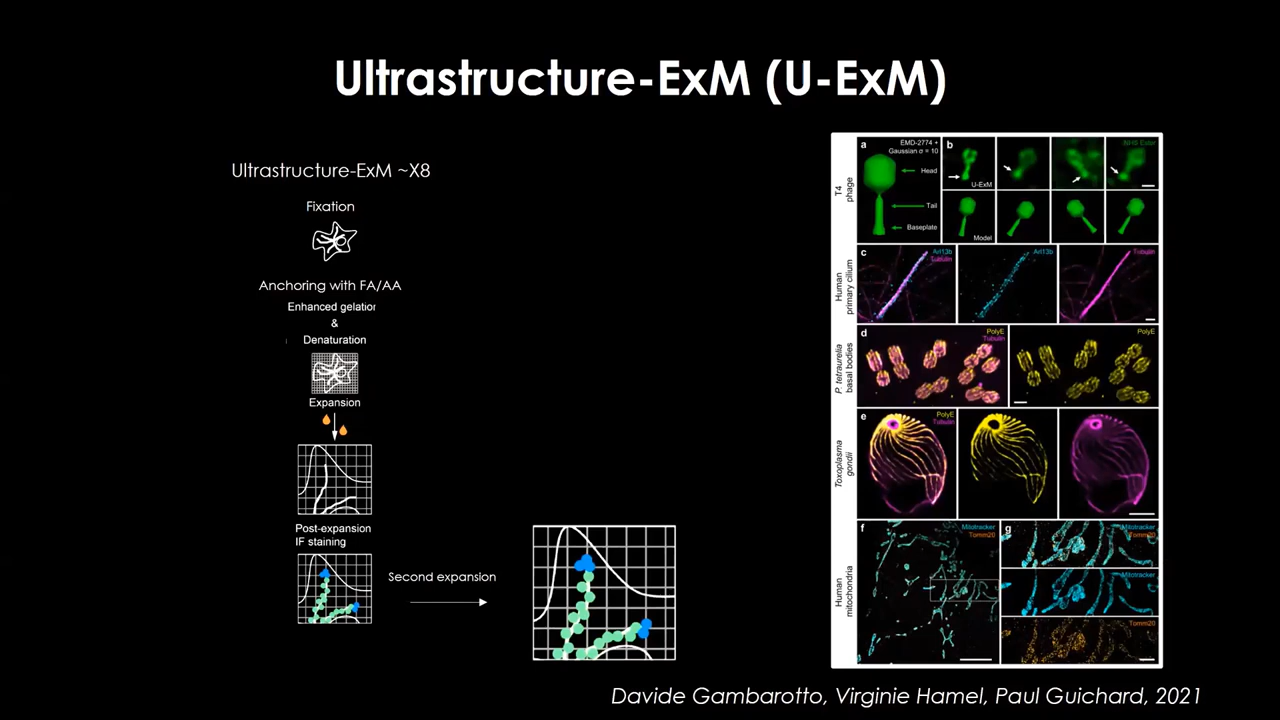 Ultrastructure-ExM (U-ExM)
Ultrastructure-ExM ~X8
Fixation
Anchoring with FA/AA
Enhanced gelatior
&
Denaturation
Expansion
Post-expansion
IF staining
Second expansion
T4
phage
a
EMD-2774 +
Gaussian σ = 10
Head
Tail
Baseplate
b
NHS Ester
U-ExM
Model
Human
primary cilium
c
Arl13b
Tubulin
Arl13b
Tubulin
P. tetraurelia
basal bodies
d
PolyE
Tubulin
PolyE
Toxoplasma
gondii
e
PolyE
Tubulin
Human
mitochondria
f
Mitotracker
Tomm20
g
Mitotracker
Tomm20
Mitotracker
Tomm20
Davide Gambarotto, Virginie Hamel, Paul Guichard, 2021